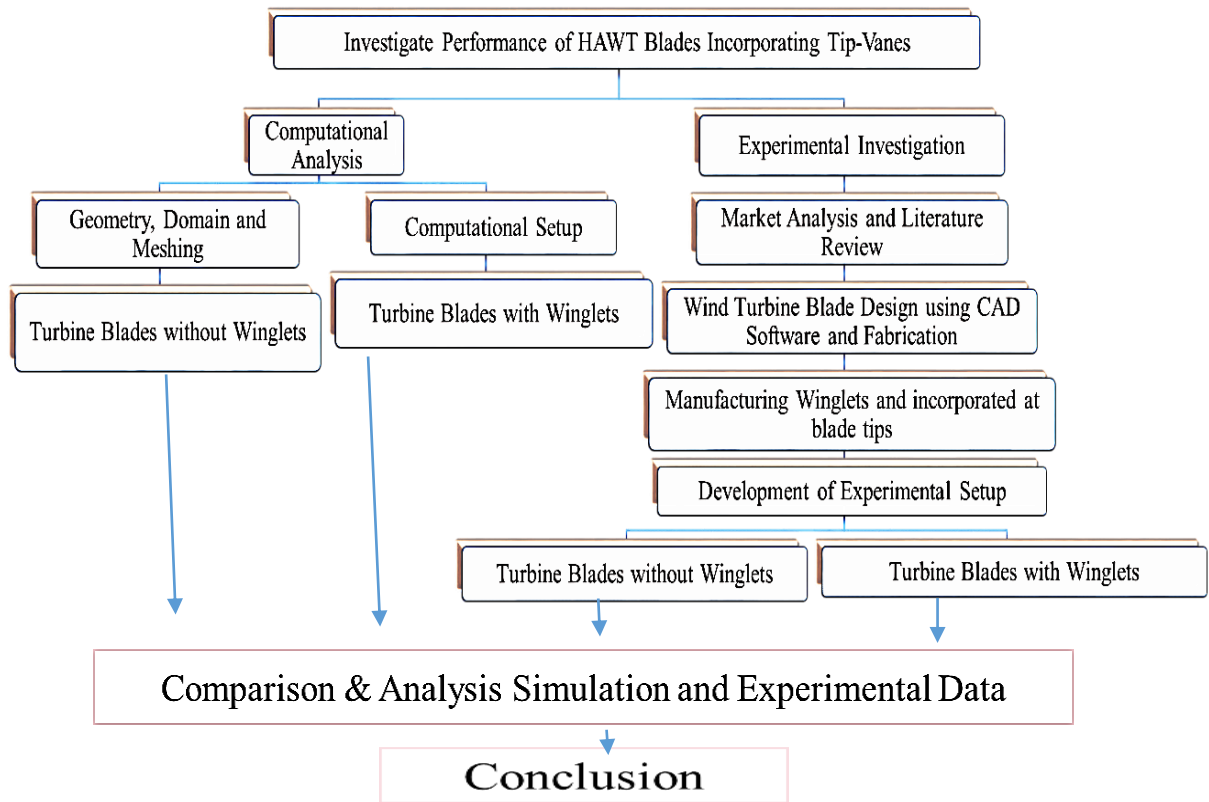 Investigate Performance of HAWT Blades Incorporating Tip-Vanes
Computational
Analysis
Experimental Investigation
Geometry, Domain and
Meshing
Computational Setup
Market Analysis and Literature
Review
Turbine Blades without Winglets
Turbine Blades with Winglets
Wind Turbine Blade Design using CAD
Software and Fabrication
Manufacturing Winglets and incorporated at
blade tips
Development of Experimental Setup
Turbine Blades without Winglets
Turbine Blades with Winglets
Comparison & Analysis Simulation and Experimental Data
Conclusion